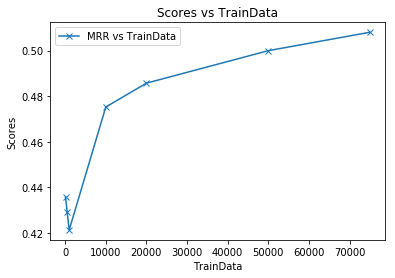 Scores vs TrainData
MRR vs TrainData
0.50
0.48
0.46
0.44
0.42
Scores
0 10000 20000 30000 40000 50000 60000 70000
TrainData